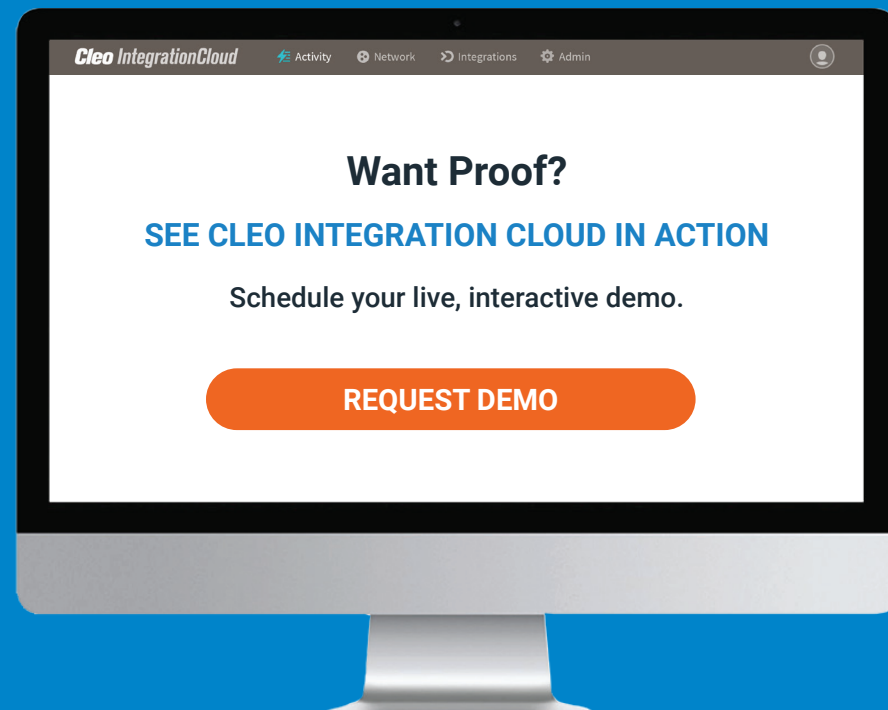 Cleo IntegrationCloud Activity Network Integrations Admin
Want Proof?
SEE CLEO INTEGRATION CLOUD IN ACTION
Schedule your live, interactive demo.
REQUEST DEMO